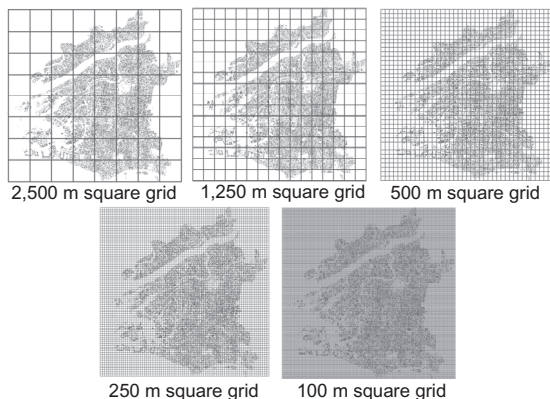 2,500 m square grid
1,250 m square grid
500 m square grid
250 m square grid
100 m square grid